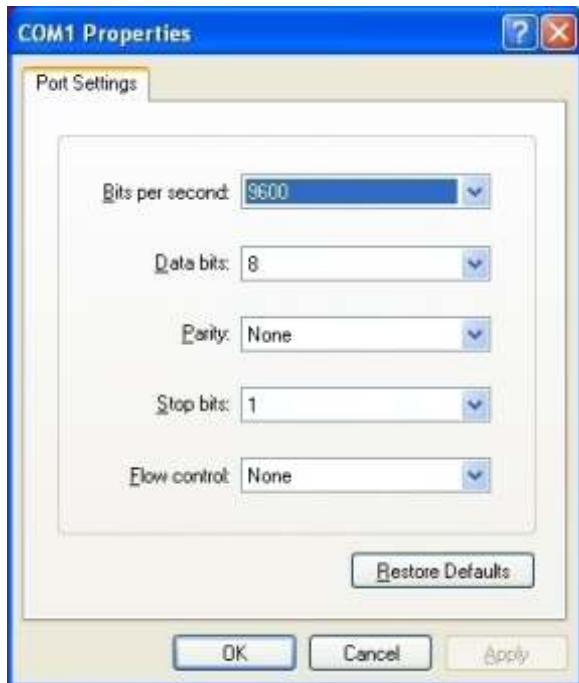 COM1 Properties
Port Settings
Bits per second: 9600
Data bits: 8
Parity: None
Stop bits: 1
Flow control: None
Restore Defaults
OK Cancel Apply